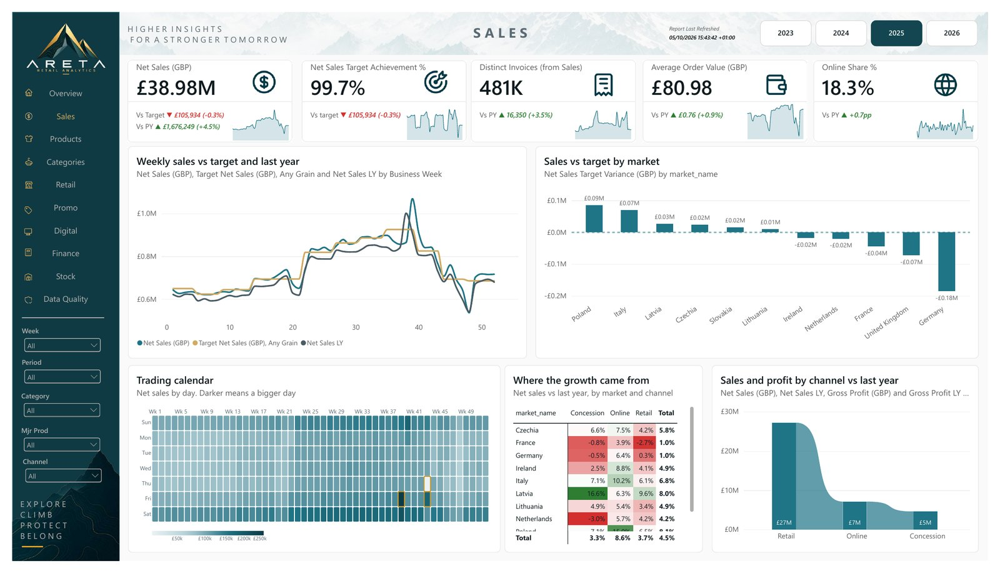 ARETA
RETAIL ANALYTICS
Overview
Sales
Products
Categories
Retail
Promo
Digital
Finance
Stock
Data Quality
Week
All
Period
All
Category
All
Mjr Prod
All
Channel
All
EXPLORE
CLIMB
PROTECT
BELONG
HIGHER INSIGHTS
FOR A STRONGER TOMORROW
SALES
Report Last Refreshed
05/10/2026 15:43:42 +01:00
2023
2024
2025
2026
Net Sales (GBP)
£38.98M
Vs Target ▼ £105,934 (-0.3%)
Vs PY ▲ £1,676,249 (+4.5%)
Net Sales Target Achievement %
99.7%
Vs target ▼ £105,934 (-0.3%)
Distinct Invoices (from Sales)
481K
Vs PY ▲ 16,350 (+3.5%)
Average Order Value (GBP)
£80.98
Vs PY ▲ £0.76 (+0.9%)
Online Share %
18.3%
Vs PY ▲ +0.7pp
Weekly sales vs target and last year
Net Sales (GBP), Target Net Sales (GBP), Any Grain and Net Sales LY by Business Week
£1.0M
£0.8M
£0.6M
0 10 20 30 40 50
Net Sales (GBP) Target Net Sales (GBP), Any Grain Net Sales LY
Sales vs target by market
Net Sales Target Variance (GBP) by market_name
£0.1M
£0.0M
-£0.1M
-£0.2M
£0.09M
£0.07M
£0.03M
£0.02M
£0.02M
£0.01M
-£0.02M
-£0.02M
-£0.04M
-£0.07M
-£0.18M
Poland
Italy
Latvia
Czechia
Slovakia
Lithuania
Ireland
Netherlands
France
United Kingdom
Germany
Trading calendar
Net sales by day. Darker means a bigger day
Wk 1 Wk 5 Wk 9 Wk 13 Wk 17 Wk 21 Wk 25 Wk 29 Wk 33 Wk 37 Wk 41 Wk 45 Wk 49
Sun
Mon
Tue
Wed
Thu
Fri
Sat
£50k £100k £150k £200k £250k
Where the growth came from
Net sales vs last year, by market and channel
market_name Concession Online Retail Total
Czechia 6.6% 7.5% 4.2% 5.8%
France -0.8% 3.9% -2.7% 1.0%
Germany -0.5% 6.4% 0.3% 1.0%
Ireland 2.5% 8.8% 4.1% 4.9%
Italy 7.1% 10.2% 6.1% 6.8%
Latvia 16.6% 6.3% 9.6% 8.0%
Lithuania 4.9% 5.4% 3.4% 4.9%
Netherlands -3.0% 5.7% 4.2% 4.2%
Total 3.3% 8.6% 3.7% 4.5%
Sales and profit by channel vs last year
Net Sales (GBP), Net Sales LY, Gross Profit (GBP) and Gross Profit LY ...
£30M
£20M
£10M
£0M
£27M
£7M
£5M
Retail
Online
Concession